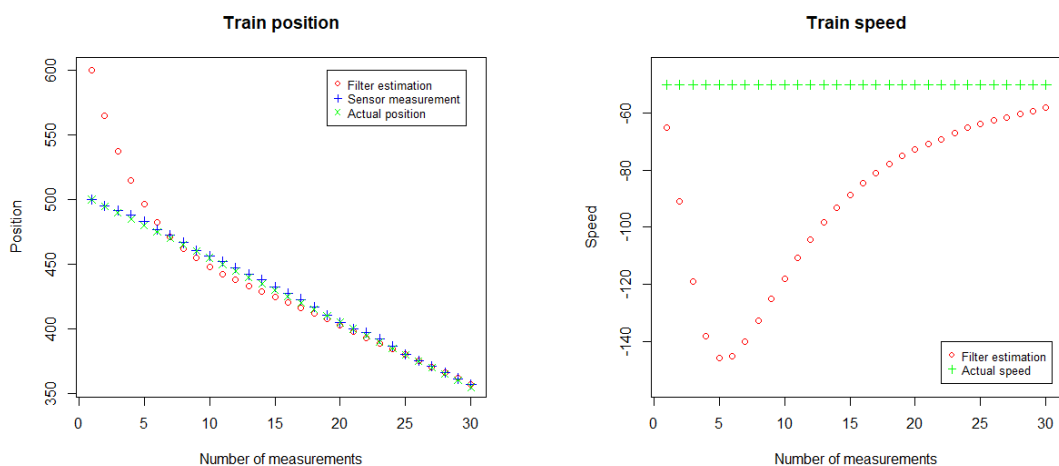 Train position
Position
600
550
500
450
400
350
0 5 10 15 20 25 30
Number of measurements
Filter estimation
Sensor measurement
Actual position
Train speed
Speed
-60
-80
-100
-120
-140
0 5 10 15 20 25 30
Number of measurements
Filter estimation
Actual speed